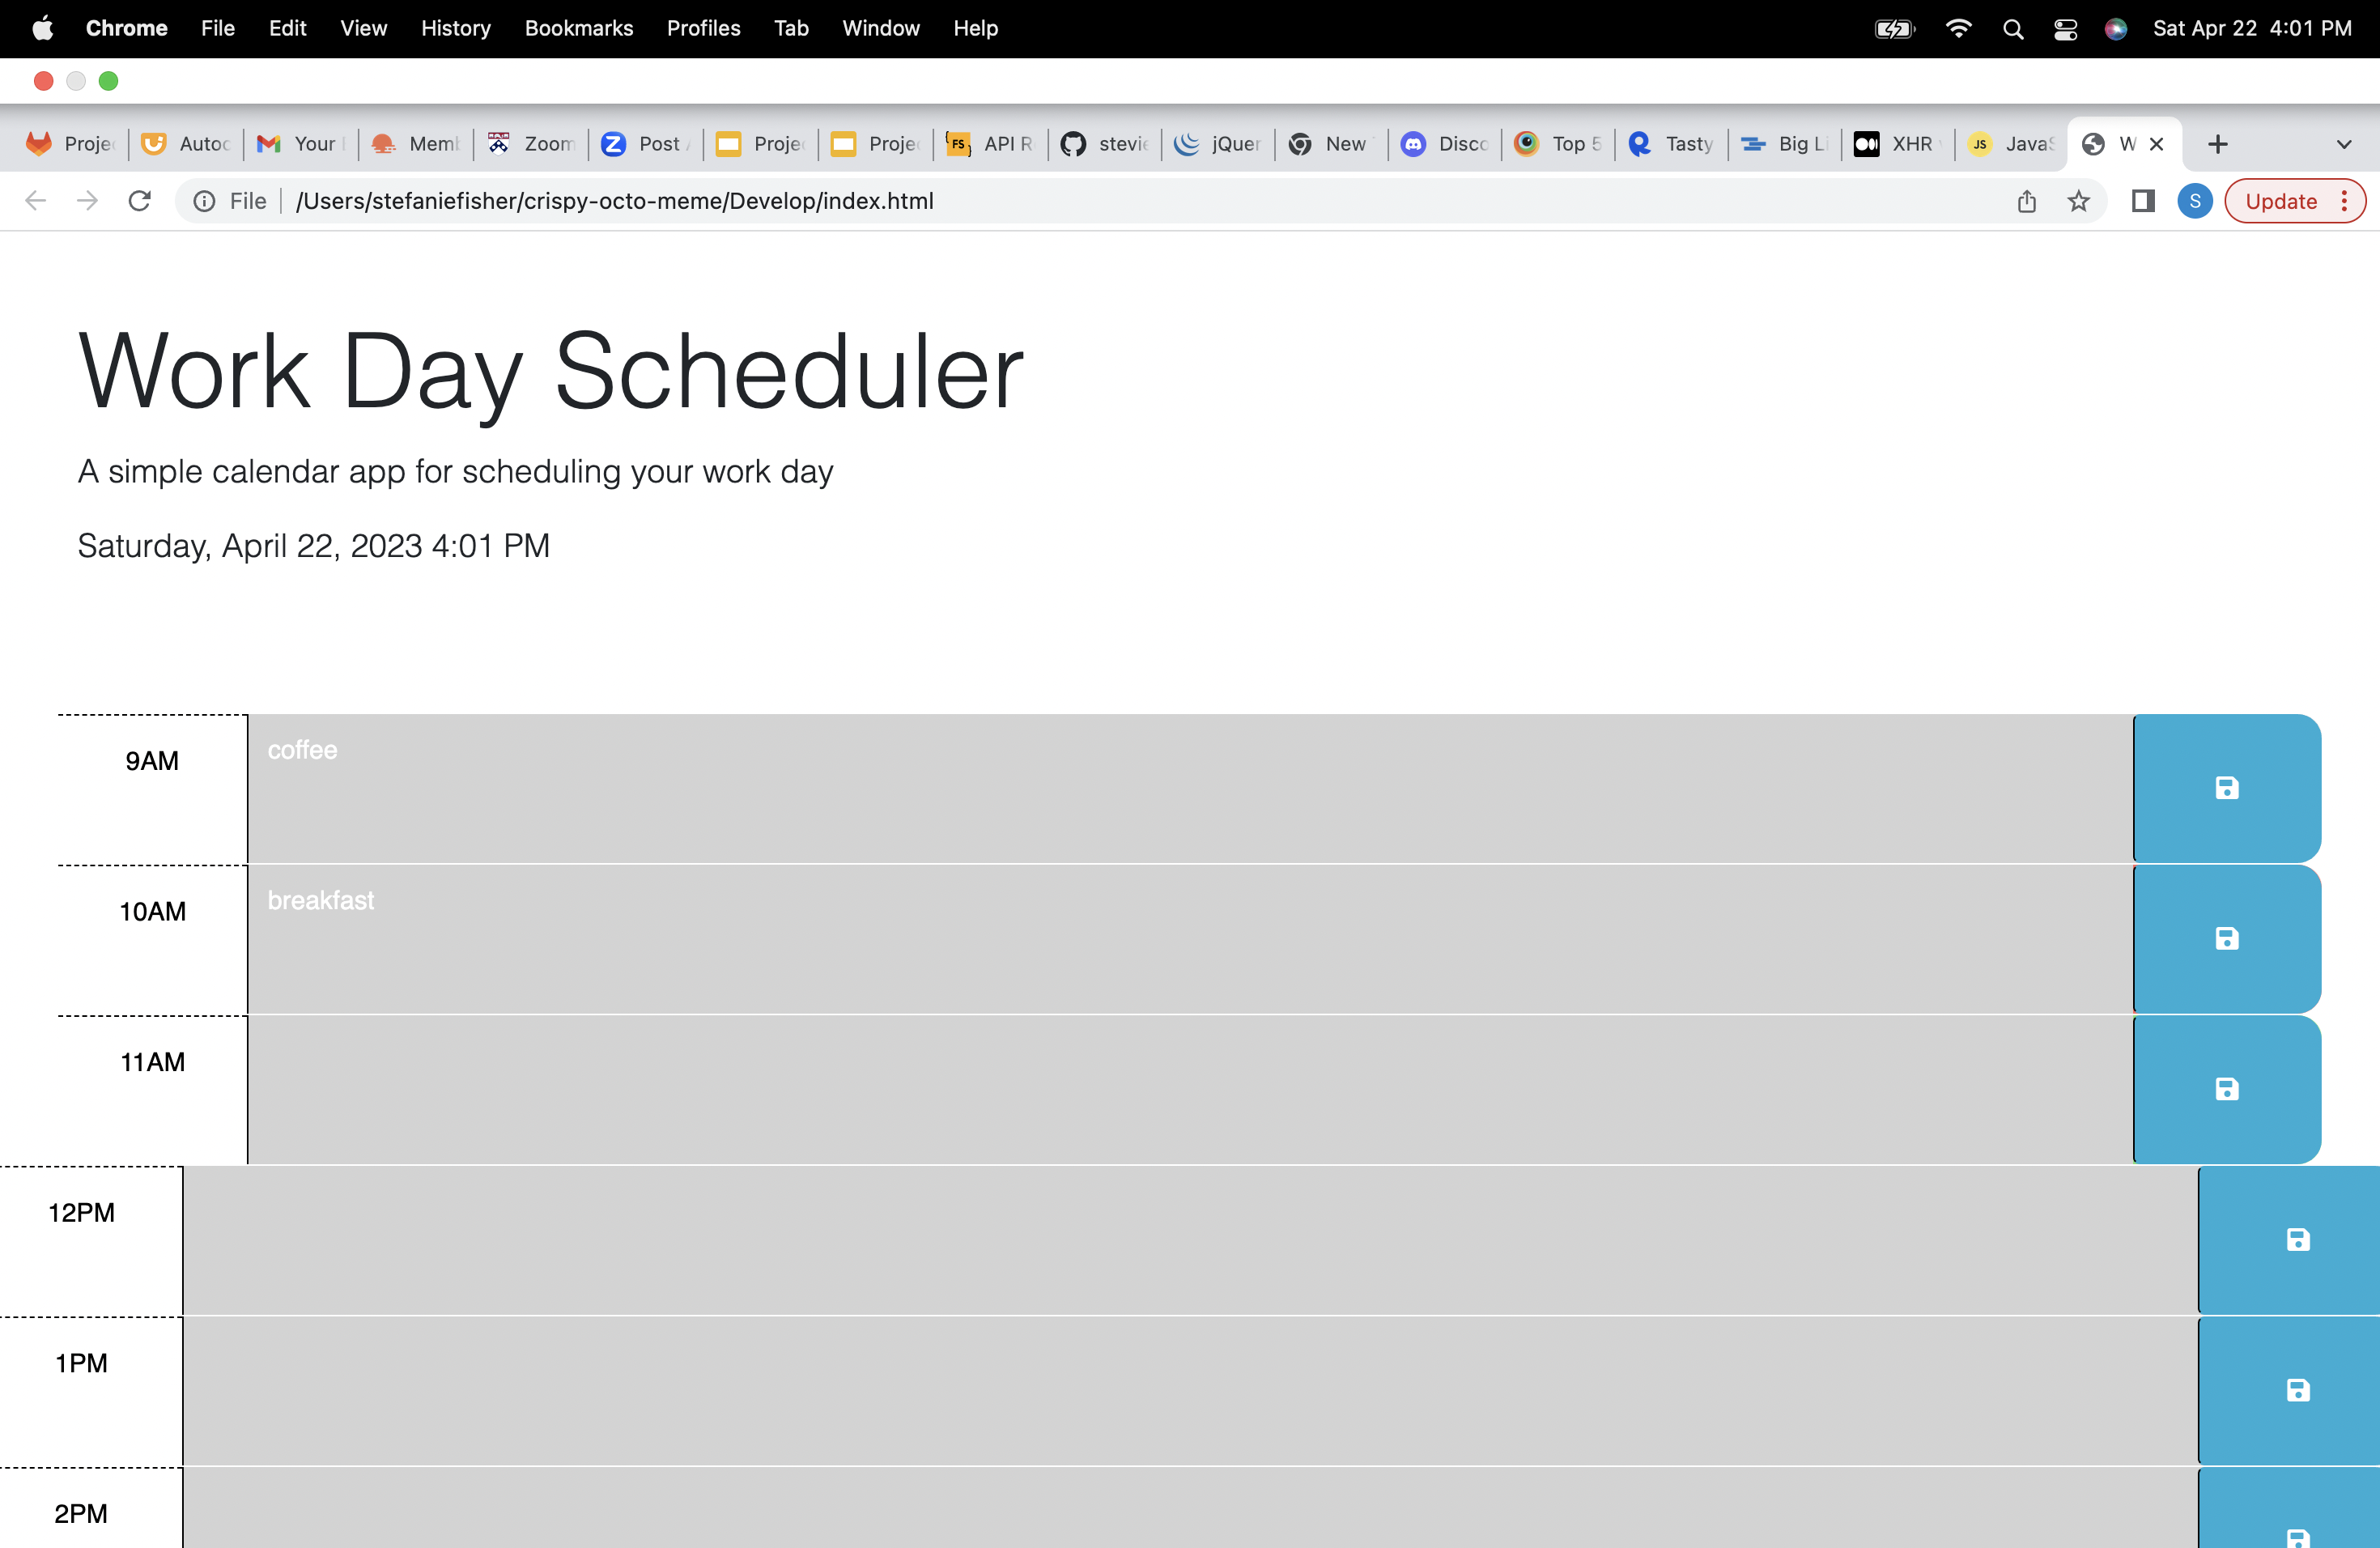 Chrome File Edit View History Bookmarks Profiles Tab Window Help Sat Apr 22 4:01 PM
Proje Autoc Your Memb Zoom Post Proje Proje API R stevie jQuer New Disco Top 5 Tasty Big Li XHR JavaS W
File /Users/stefaniefisher/crispy-octo-meme/Develop/index.html S Update
Work Day Scheduler
A simple calendar app for scheduling your work day
Saturday, April 22, 2023 4:01 PM
9AM coffee
10AM breakfast
11AM
12PM
1PM
2PM